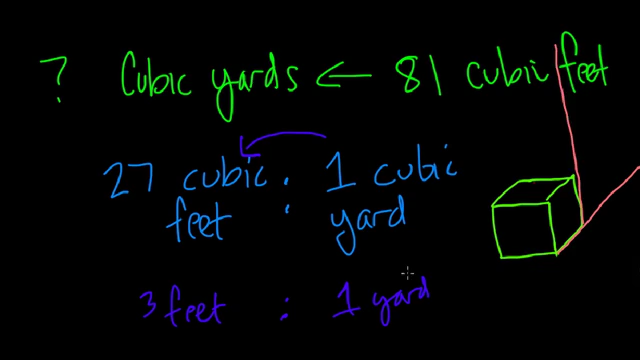 ? Cubic yards ← 81 cubic feet
27 cubic : 1 cubic
feet yard
3 feet : 1 yard